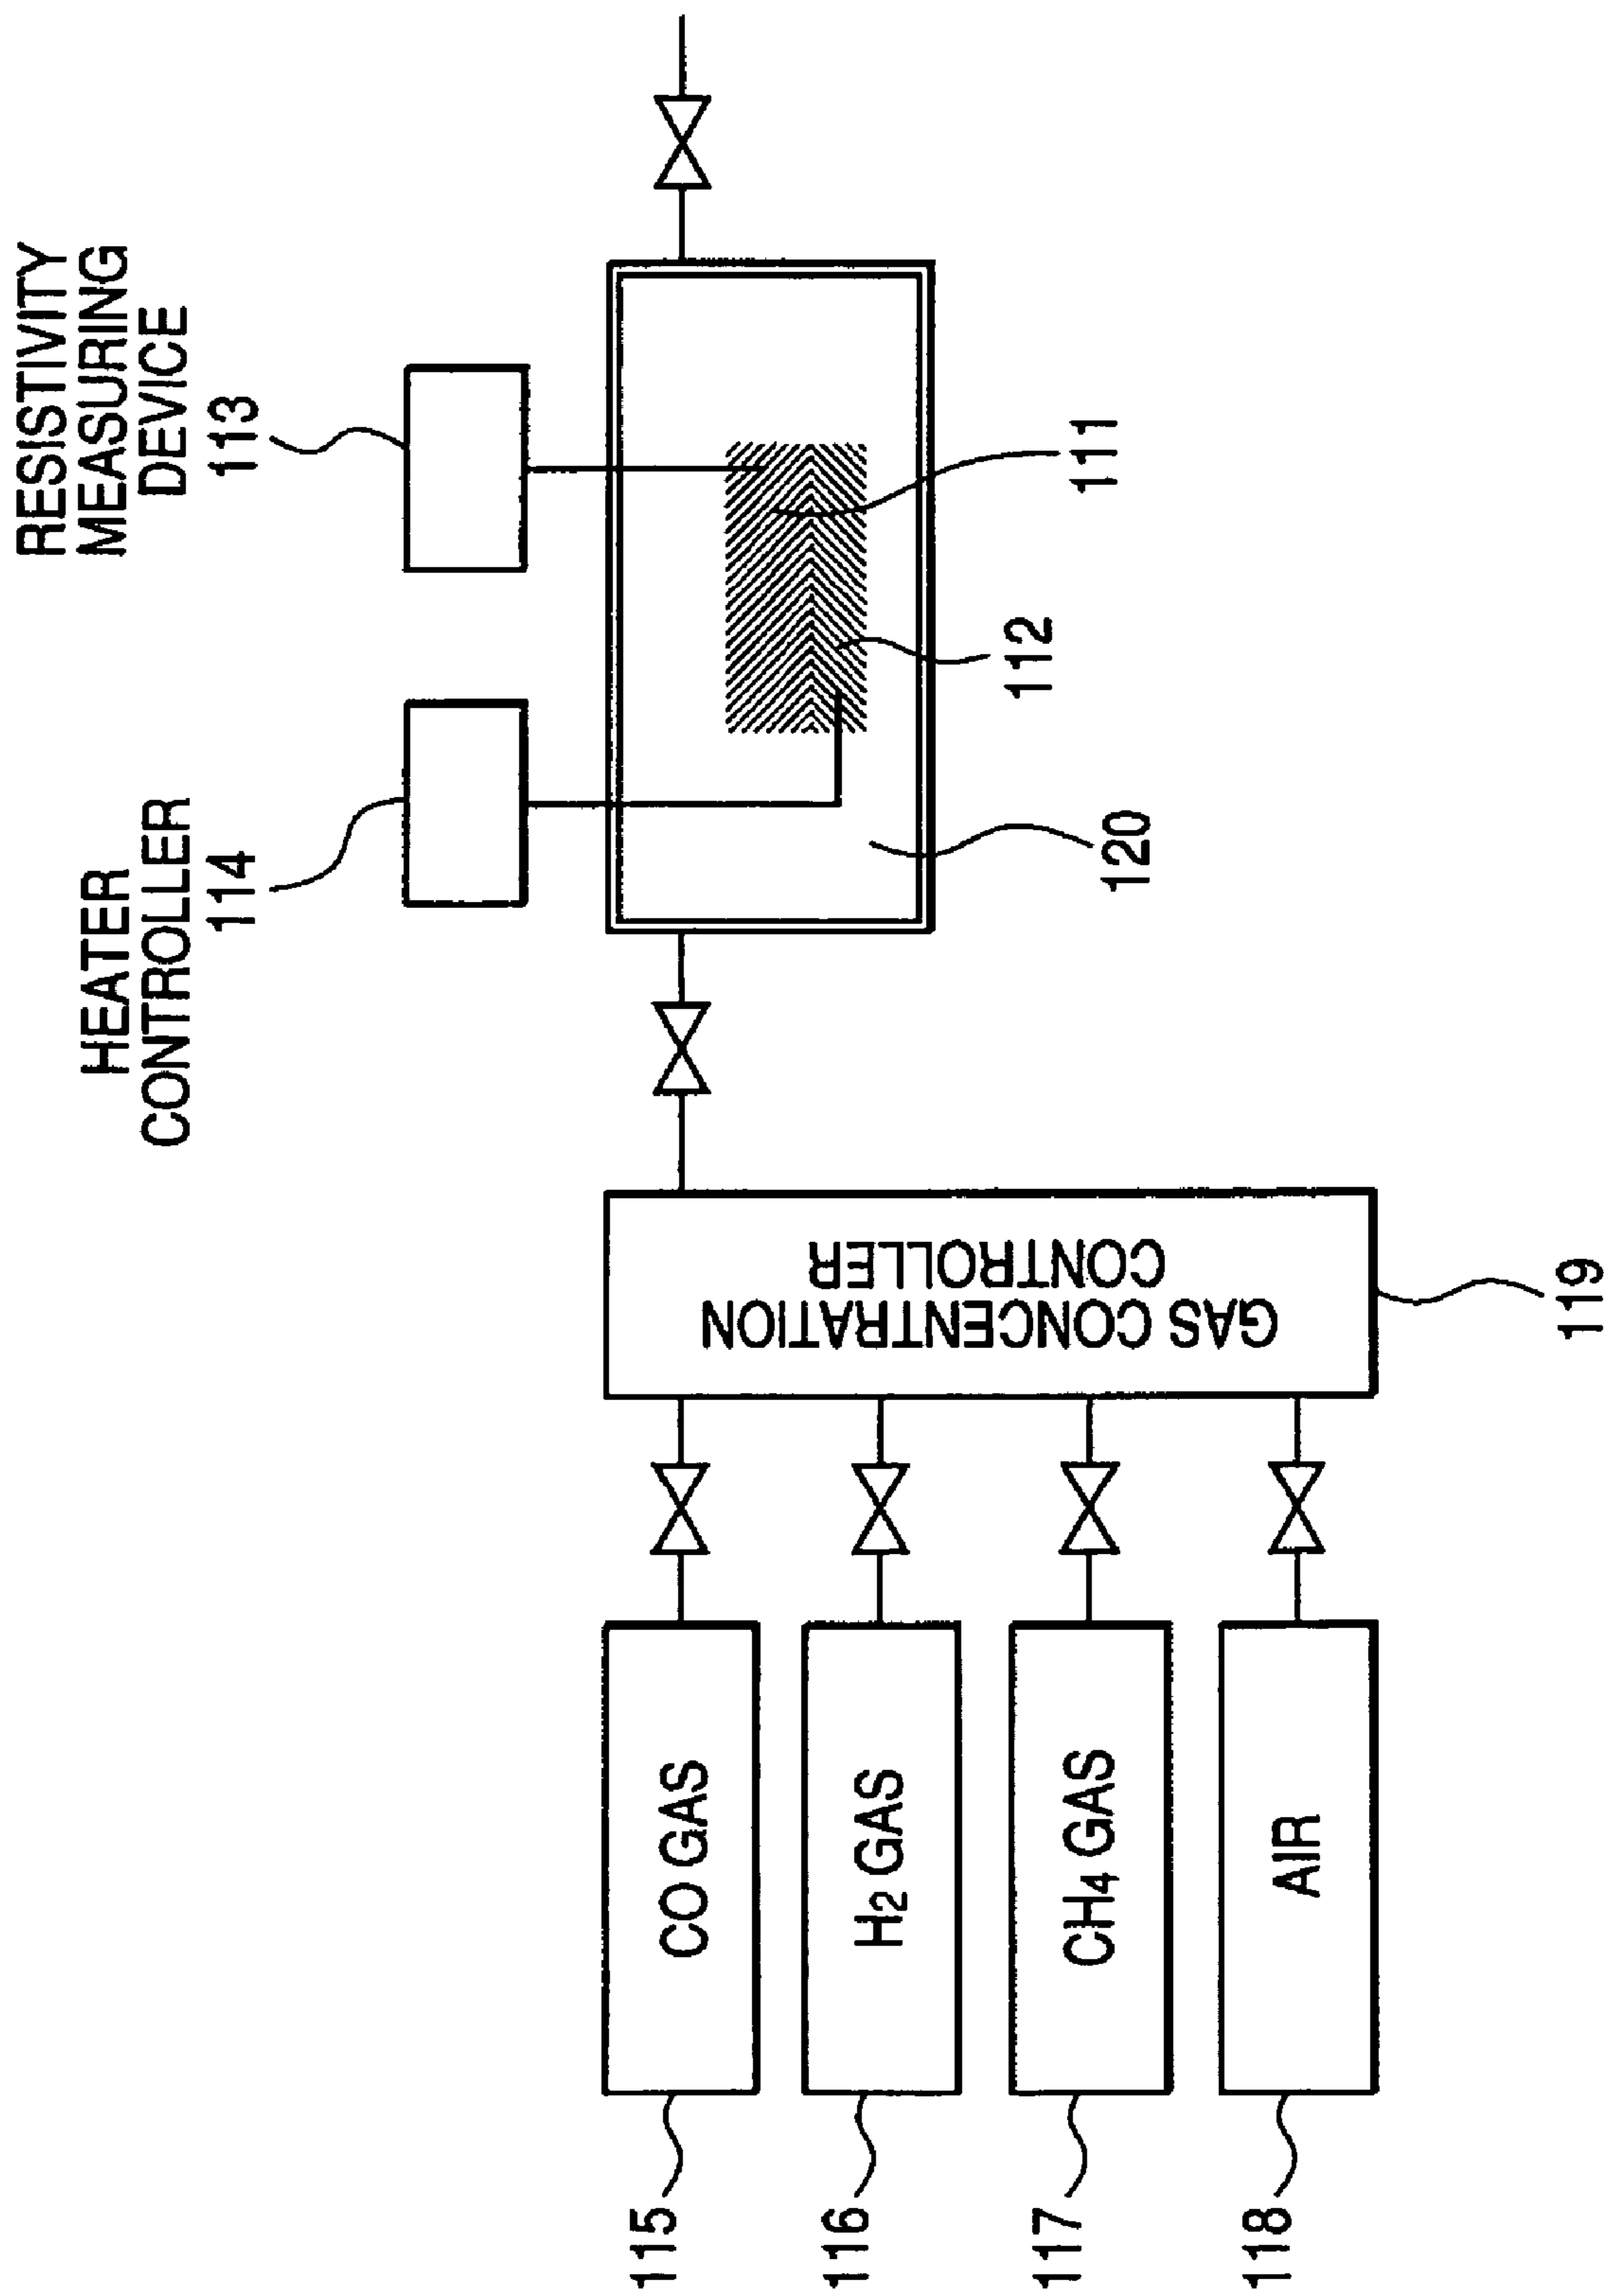 RESISTIVITY
MEASURING
DEVICE
113
HEATER
CONTROLLER
114
111
112
120
GAS CONCENTRATION
CONTROLLER
119
CO GAS
115
H2 GAS
116
CH4 GAS
117
AIR
118